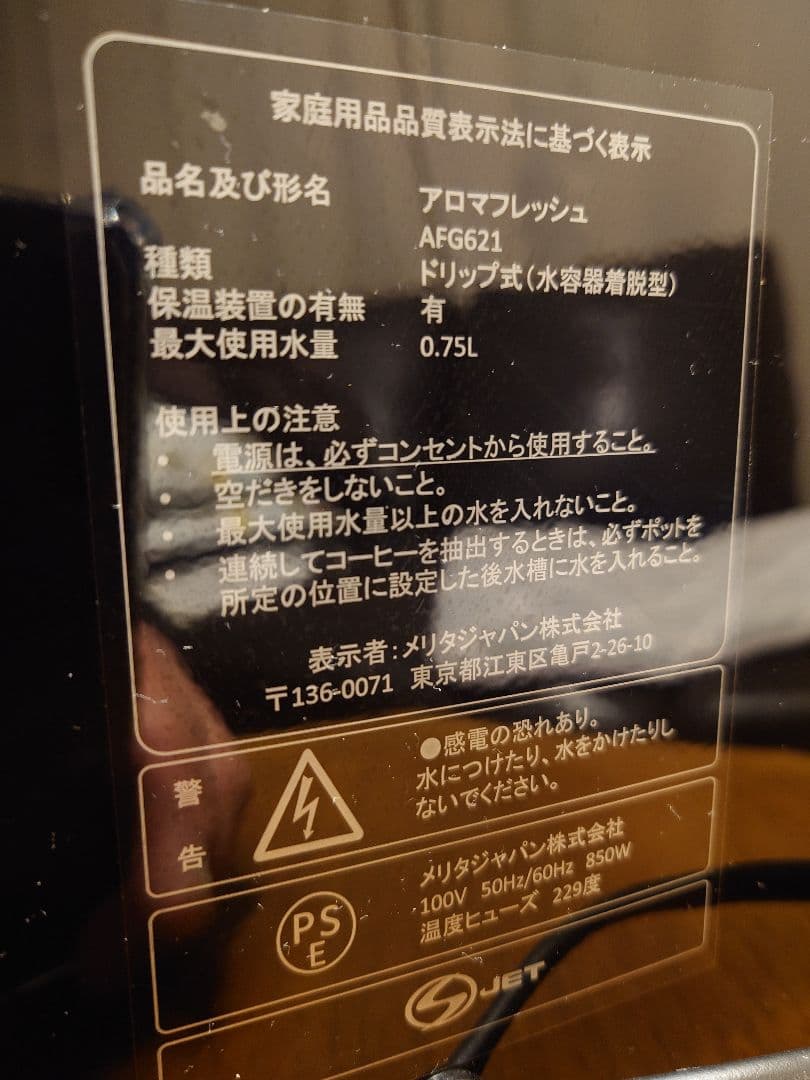 家庭用品品質表示法に基づく表示
品名及び形名 アロマフレッシュ
AFG621
種類 ドリップ式(水容器着脱型)
保温装置の有無 有
最大使用水量 0.75L
使用上の注意
• 電源は、必ずコンセントから使用すること。
• 空だきをしないこと。
• 最大使用水量以上の水を入れないこと。
• 連続してコーヒーを抽出するときは、必ずポットを
所定の位置に設定した後水槽に水を入れること。
表示者:メリタジャパン株式会社
〒136-0071 東京都江東区亀戸2-26-10
警告
●感電の恐れあり。
水につけたり、水をかけたりし
ないでください。
PS
E
メリタジャパン株式会社
100V 50Hz/60Hz 850W
温度ヒューズ 229度
S JET